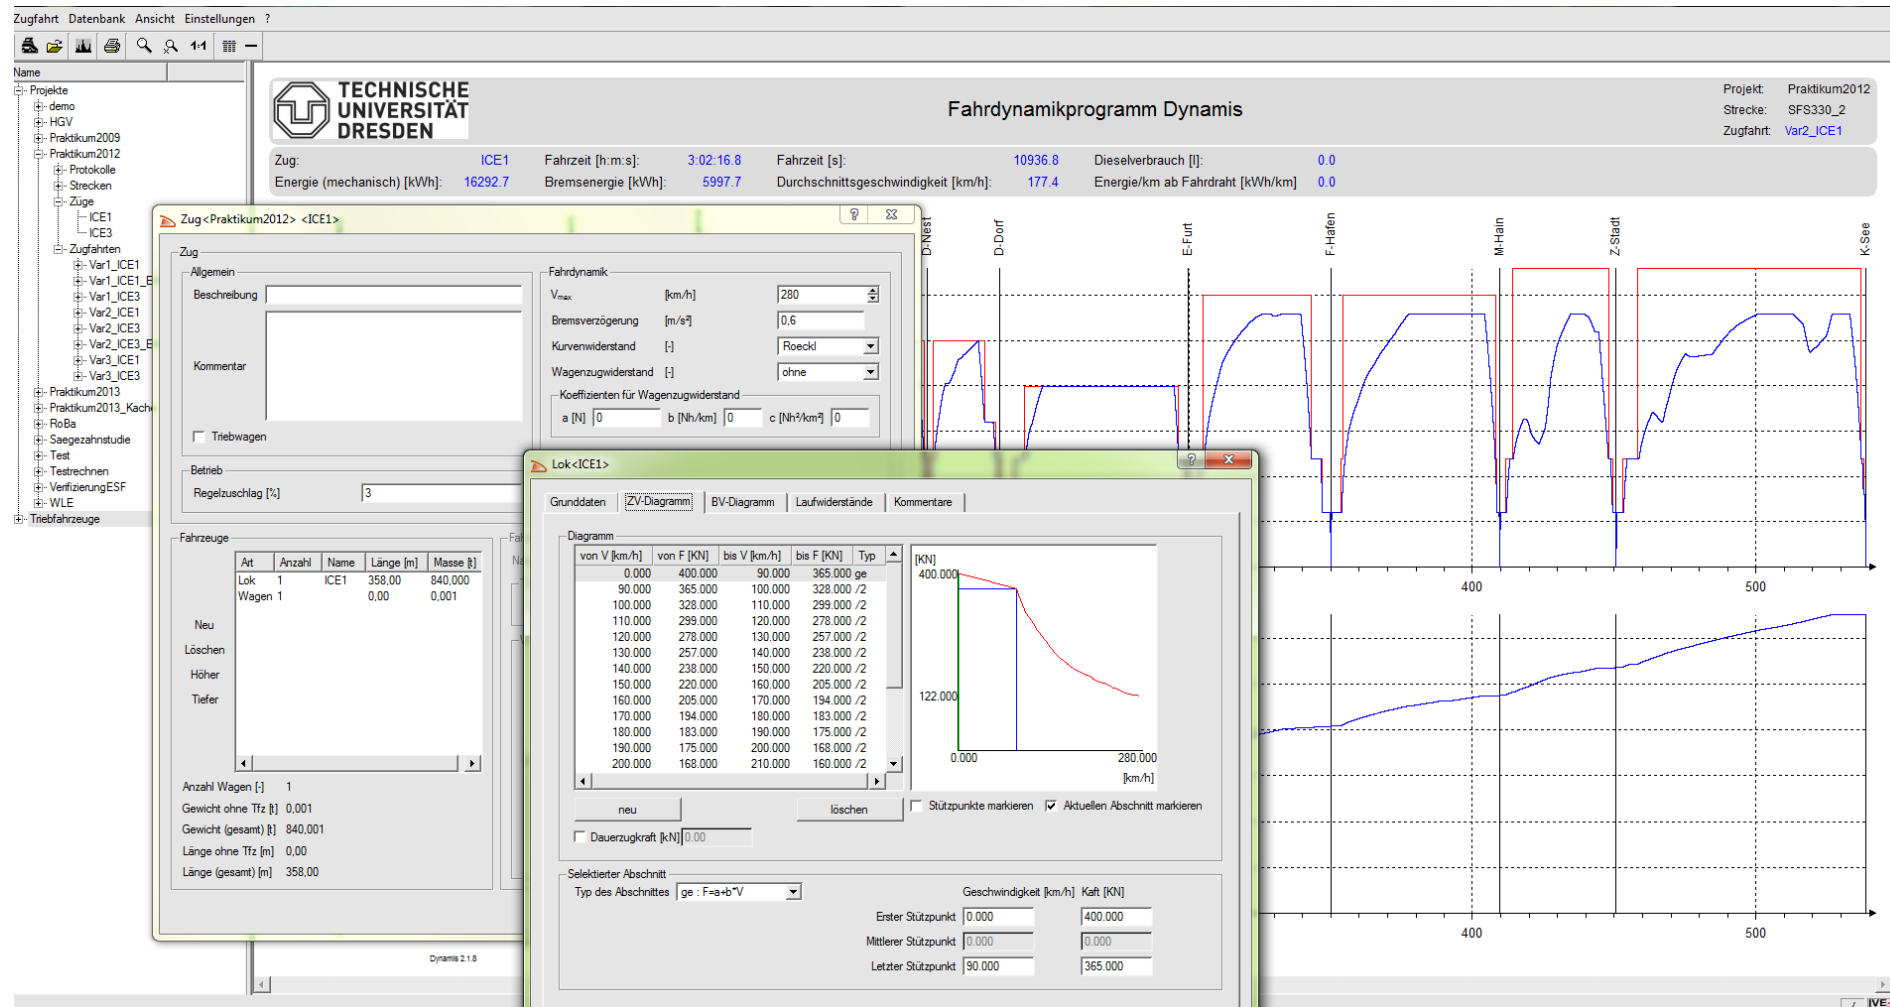 Zugfahrt Datenbank Ansicht Einstellungen ?
1:1
Name
Projekte
demo
HGV
Praktikum2009
Praktikum2012
Protokolle
Strecken
Züge
ICE1
ICE3
Zugfahrten
Var1_ICE1
Var1_ICE1_E
Var1_ICE3
Var2_ICE1
Var2_ICE3
Var2_ICE3_E
Var3_ICE1
Var3_ICE3
Praktikum2013
Praktikum2013_Kache
RoBa
Saegezahnstudie
Test
Testrechnen
VerifizierungESF
WLE
Triebfahrzeuge
TECHNISCHE
UNIVERSITÄT
DRESDEN
Fahrdynamikprogramm Dynamis
Projekt: Praktikum2012
Strecke: SFS330_2
Zugfahrt: Var2_ICE1
Zug: ICE1 Fahrzeit [h:m:s]: 3:02:16.8 Fahrzeit [s]: 10936.8 Dieselverbrauch [l]: 0.0
Energie (mechanisch) [kWh]: 16292.7 Bremsenergie [kWh]: 5997.7 Durchschnittsgeschwindigkeit [km/h]: 177.4 Energie/km ab Fahrdraht [kWh/km] 0.0
D-Nest
D-Dorf
E-Furt
F-Hafen
M-Hain
Z-Stadt
K-See
400 500
400 500
Zug<Praktikum2012> <ICE1>
Zug
Allgemein
Beschreibung
Kommentar
Triebwagen
Betrieb
Regelzuschlag [%] 3
Fahrdynamik
Vmax [km/h] 280
Bremsverzögerung [m/s²] 0,6
Kurvenwiderstand [-] Roeckl
Wagenzugwiderstand [-] ohne
Koeffizienten für Wagenzugwiderstand
a [N] 0 b [Nh/km] 0 c [Nh²/km²] 0
Fahrzeuge
Art Anzahl Name Länge [m] Masse [t]
Lok 1 ICE1 358,00 840,000
Wagen 1 0,00 0,001
Neu
Löschen
Höher
Tiefer
Anzahl Wagen [-] 1
Gewicht ohne Tfz [t] 0,001
Gewicht (gesamt) [t] 840,001
Länge ohne Tfz [m] 0,00
Länge (gesamt) [m] 358,00
Dynamis 2.1.8
Lok<ICE1>
Grunddaten ZV-Diagramm BV-Diagramm Laufwiderstände Kommentare
Diagramm
von V [km/h] von F [KN] bis V [km/h] bis F [KN] Typ
0.000 400.000 90.000 365.000 ge
90.000 365.000 100.000 328.000 /2
100.000 328.000 110.000 299.000 /2
110.000 299.000 120.000 278.000 /2
120.000 278.000 130.000 257.000 /2
130.000 257.000 140.000 238.000 /2
140.000 238.000 150.000 220.000 /2
150.000 220.000 160.000 205.000 /2
160.000 205.000 170.000 194.000 /2
170.000 194.000 180.000 183.000 /2
180.000 183.000 190.000 175.000 /2
190.000 175.000 200.000 168.000 /2
200.000 168.000 210.000 160.000 /2
[KN]
400.000
122.000
0.000 280.000
[km/h]
neu löschen
Stützpunkte markieren Aktuellen Abschnitt markieren
Dauerzugkraft [kN] 0.00
Selektierter Abschnitt
Typ des Abschnittes ge : F=a+b*V
Geschwindigkeit [km/h] Kaft [KN]
Erster Stützpunkt 0.000 400.000
Mittlerer Stützpunkt 0.000 0.000
Letzter Stützpunkt 90.000 365.000
IVE